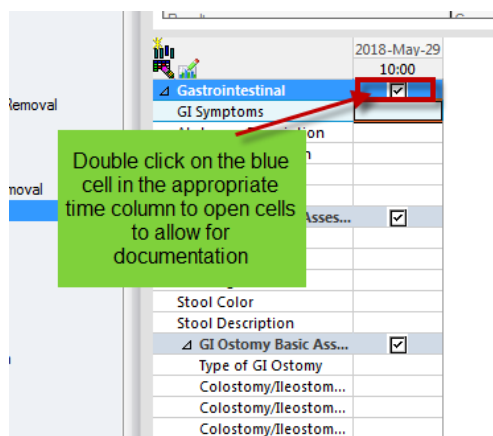 2018-May-29
10:00
Gastrointestinal
GI Symptoms
Removal
Double click on the blue
cell in the appropriate
time column to open cells
to allow for
documentation
Stool Color
Stool Description
GI Ostomy Basic Ass...
Type of GI Ostomy
Colostomy/Ileostom...
Colostomy/Ileostom...
Colostomy/Ileostom...